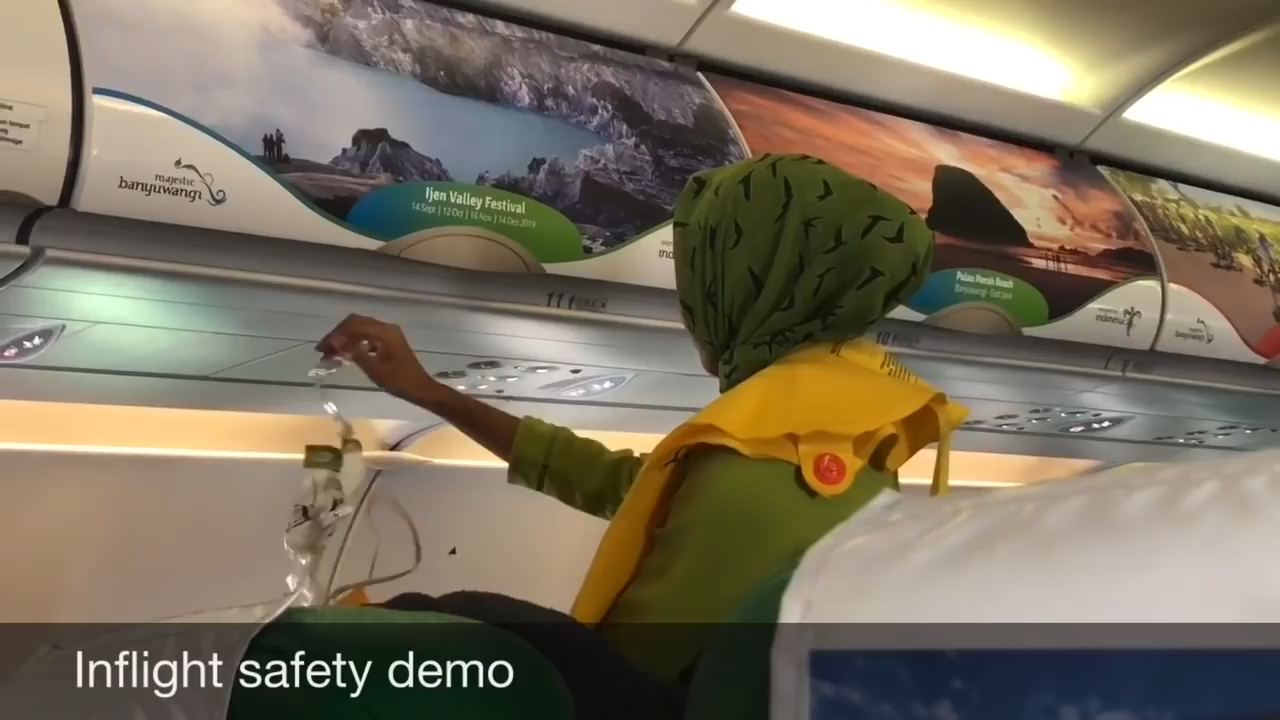 majestic
banyuwangi
Ijen Valley Festival
14 Sept | 12 Oct | 16 Nov | 14 Des 2019
Pulau Merah Beach
Banyuwangi - East Java
indonesia
banyuwangi
11
10
Inflight safety demo